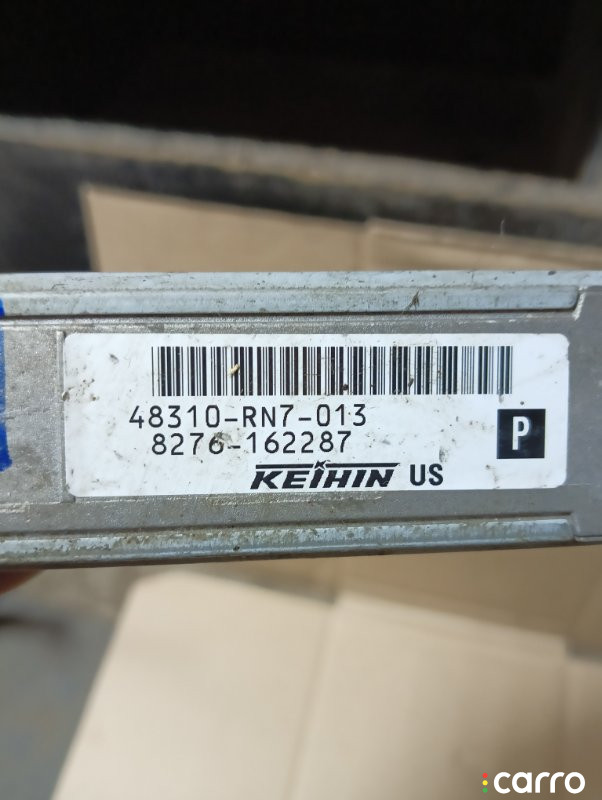 48310-RN7-013
8276-162287
P
KEIHIN US
carro